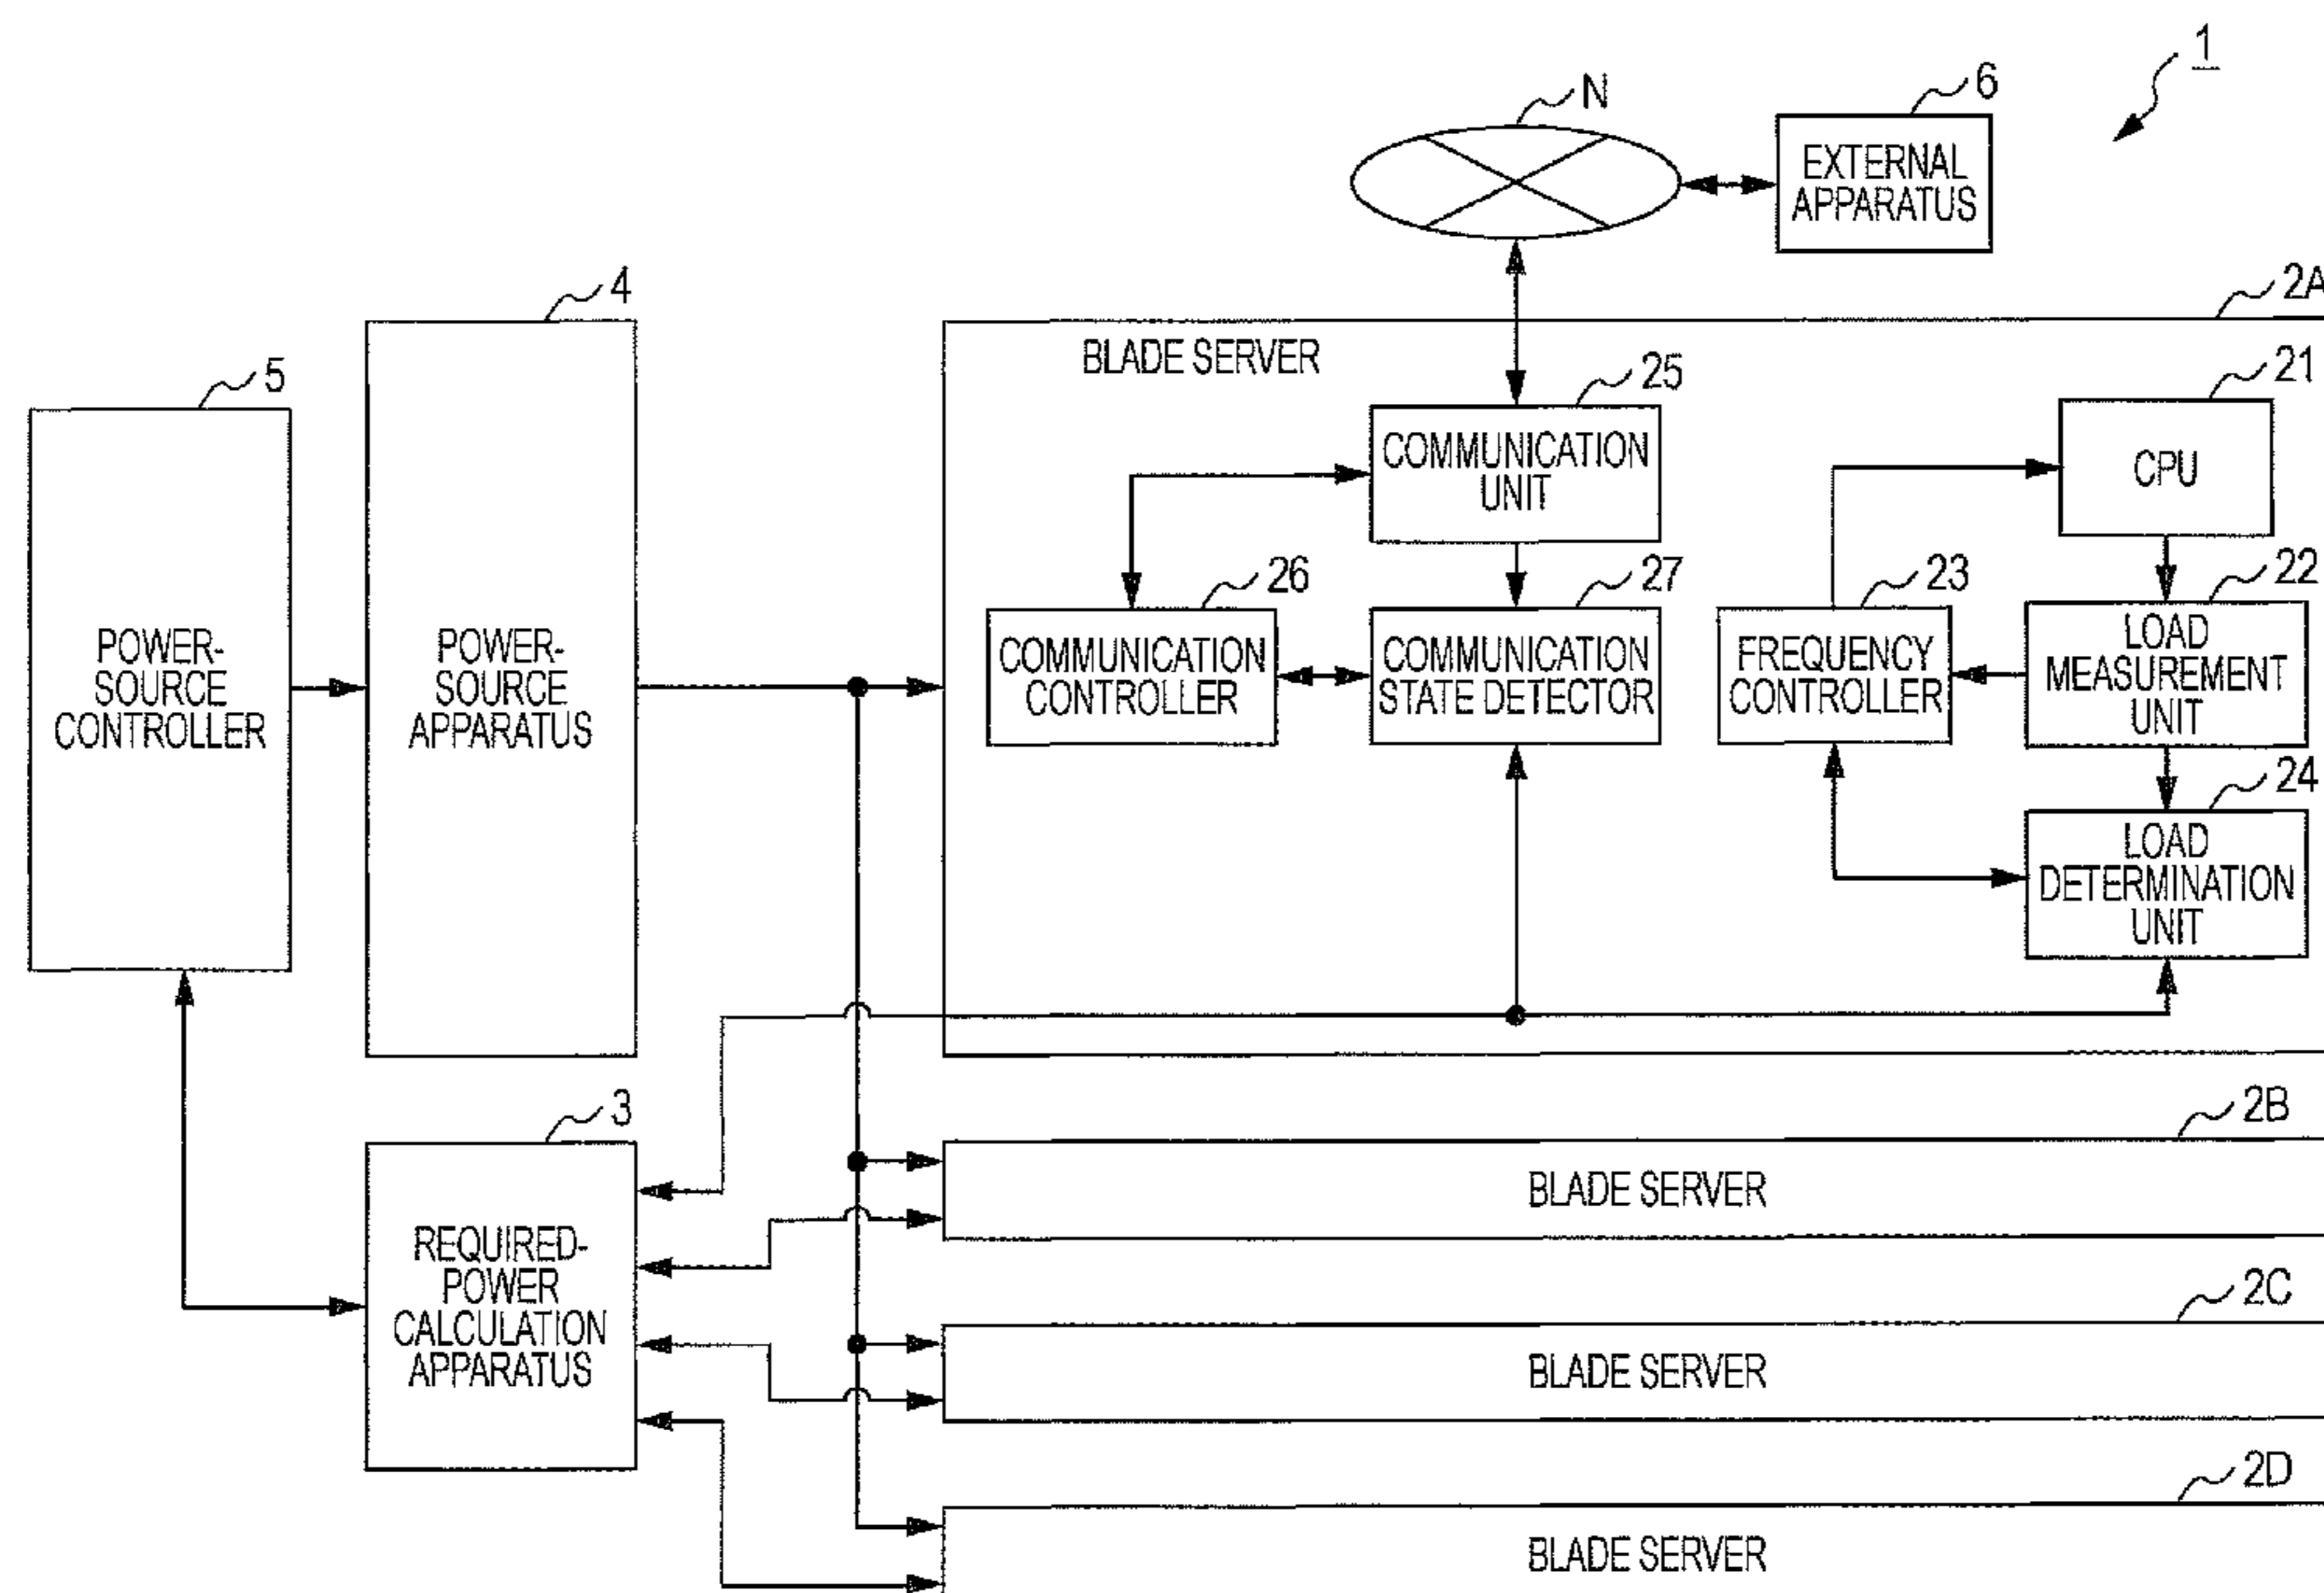 1
N
6
EXTERNAL
APPARATUS
2A
4
BLADE SERVER
5
25
21
COMMUNICATION
UNIT
CPU
26
27
23
22
POWER-
SOURCE
CONTROLLER
POWER-
SOURCE
APPARATUS
COMMUNICATION
CONTROLLER
COMMUNICATION
STATE DETECTOR
FREQUENCY
CONTROLLER
LOAD
MEASUREMENT
UNIT
24
LOAD
DETERMINATION
UNIT
3
2B
REQUIRED-
POWER
CALCULATION
APPARATUS
BLADE SERVER
2C
BLADE SERVER
2D
BLADE SERVER